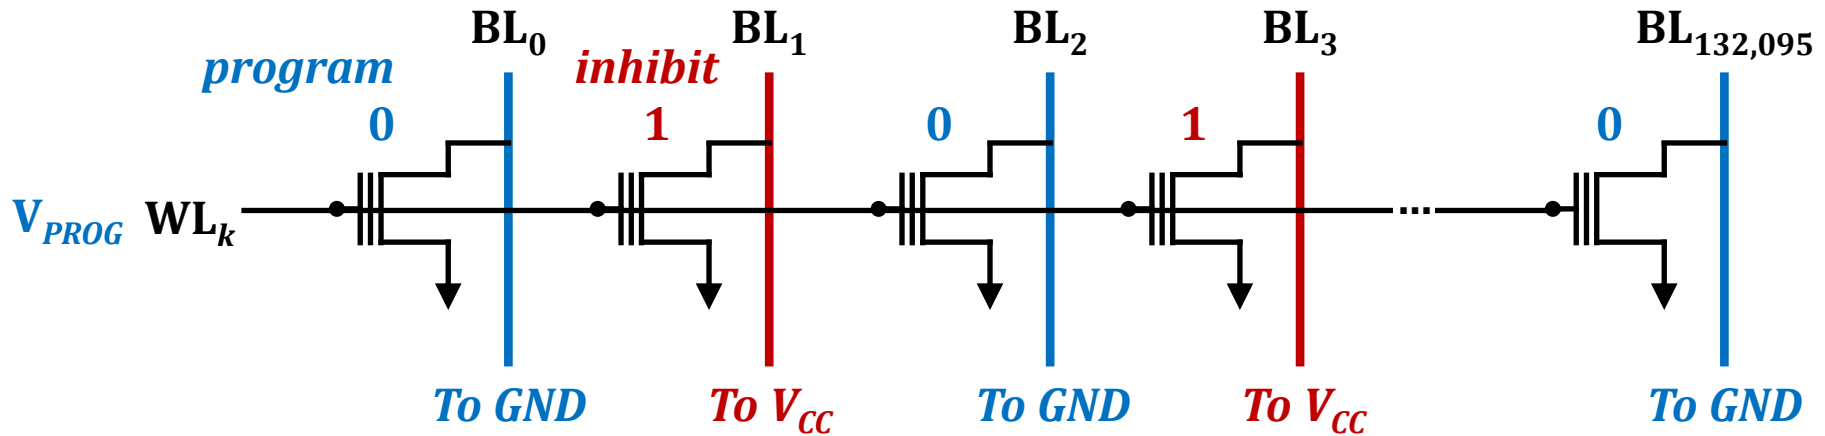 BL0 BL1 BL2 BL3 BL132,095
program inhibit
0 1 0 1 0
VPROG WLk ...
To GND To VCC To GND To VCC To GND